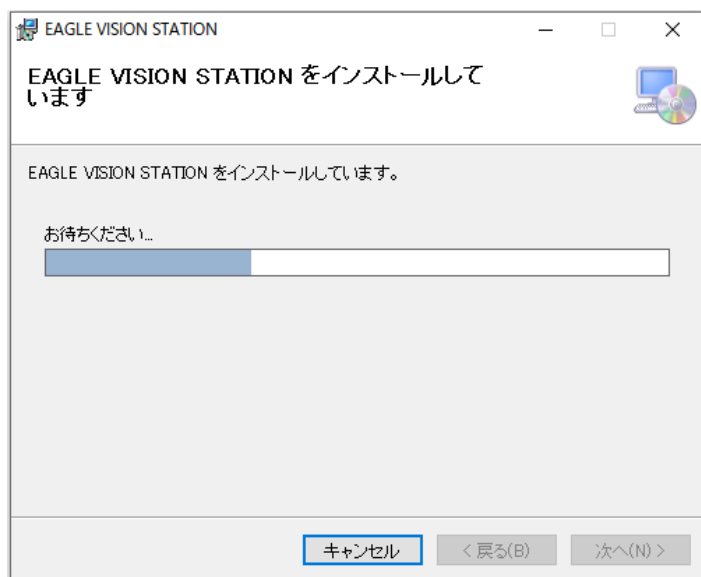 EAGLE VISION STATION
EAGLE VISION STATION をインストールして
います
EAGLE VISION STATION をインストールしています。
お待ちください...
キャンセル
< 戻る(B)
次へ(N) >